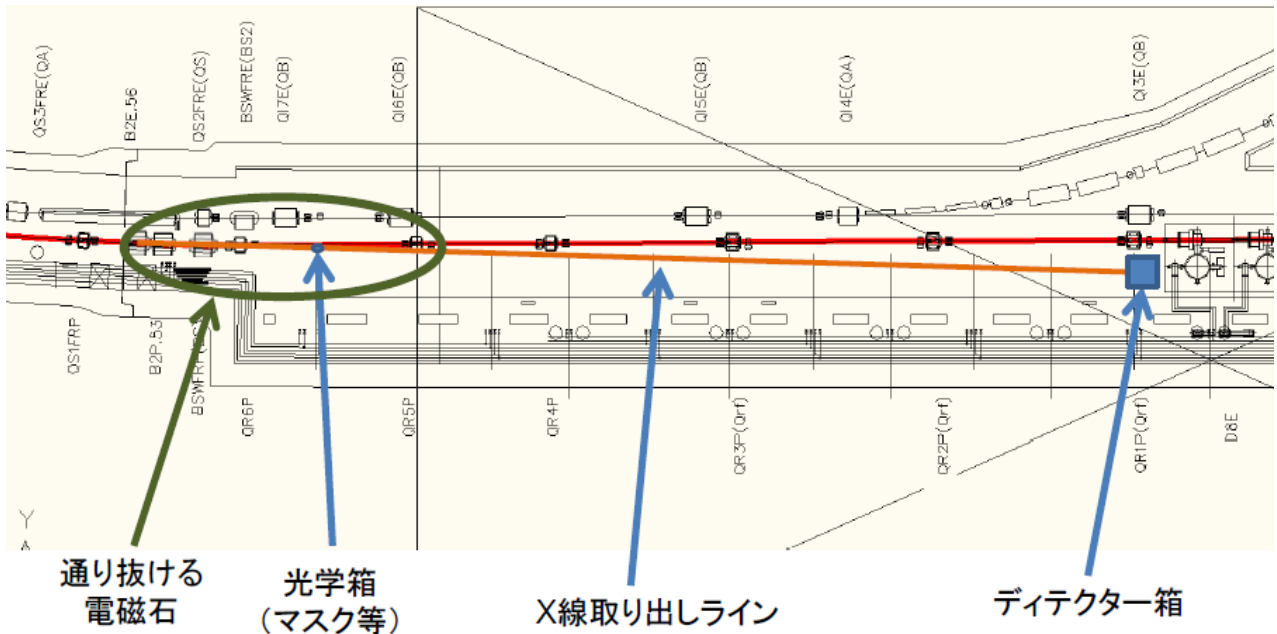 QS3FRE(QA)
B2E.56
QS2FRE(QS)
BSWFRE(BS2)
QI7E(QB)
QI6E(QB)
QI5E(QB)
QI4E(QA)
QI3E(QB)
QS1FRP
B2P.53
QR6P
QR5P
QR4P
QR3P(Qrf)
QR2P(Qrf)
QR1P(Qrf)
D8E
Y
通り抜ける
電磁石
光学箱
(マスク等)
X線取り出しライン
ディテクター箱